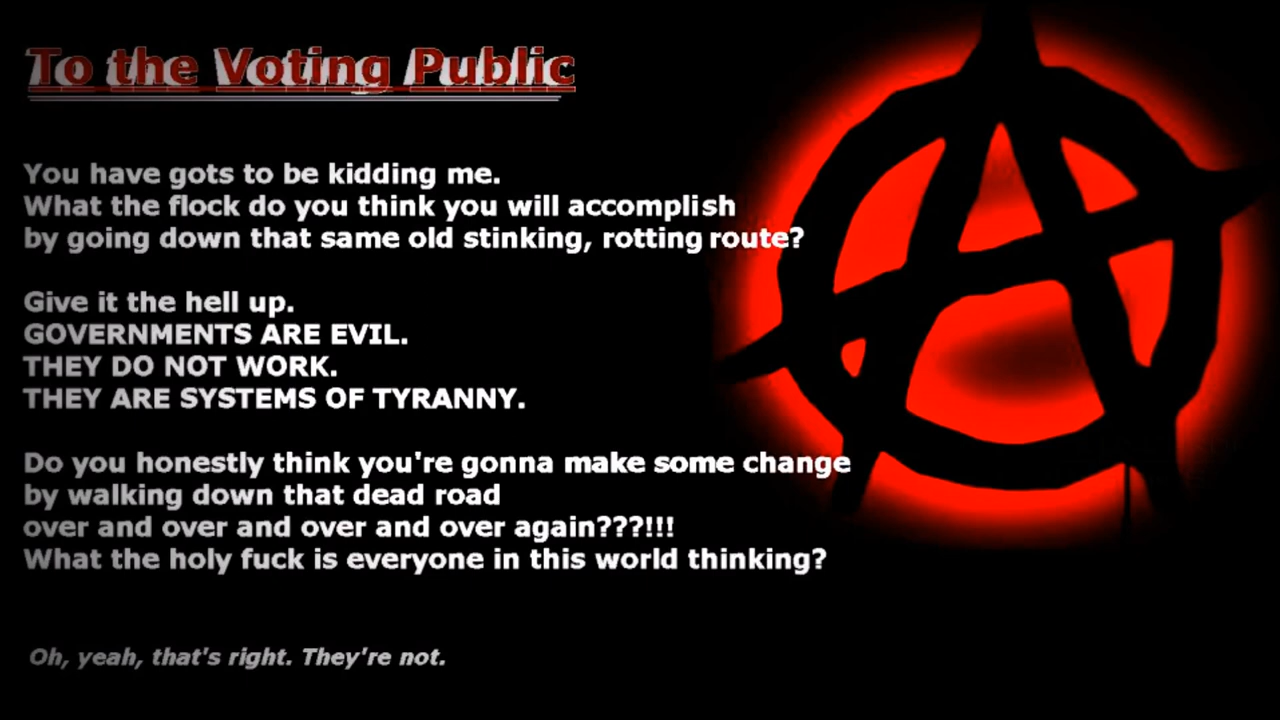 To the Voting Public
You have gots to be kidding me.
What the flock do you think you will accomplish
by going down that same old stinking, rotting route?
Give it the hell up.
GOVERNMENTS ARE EVIL.
THEY DO NOT WORK.
THEY ARE SYSTEMS OF TYRANNY.
Do you honestly think you're gonna make some change
by walking down that dead road
over and over and over and over again???!!!
What the holy fuck is everyone in this world thinking?
Oh, yeah, that's right. They're not.